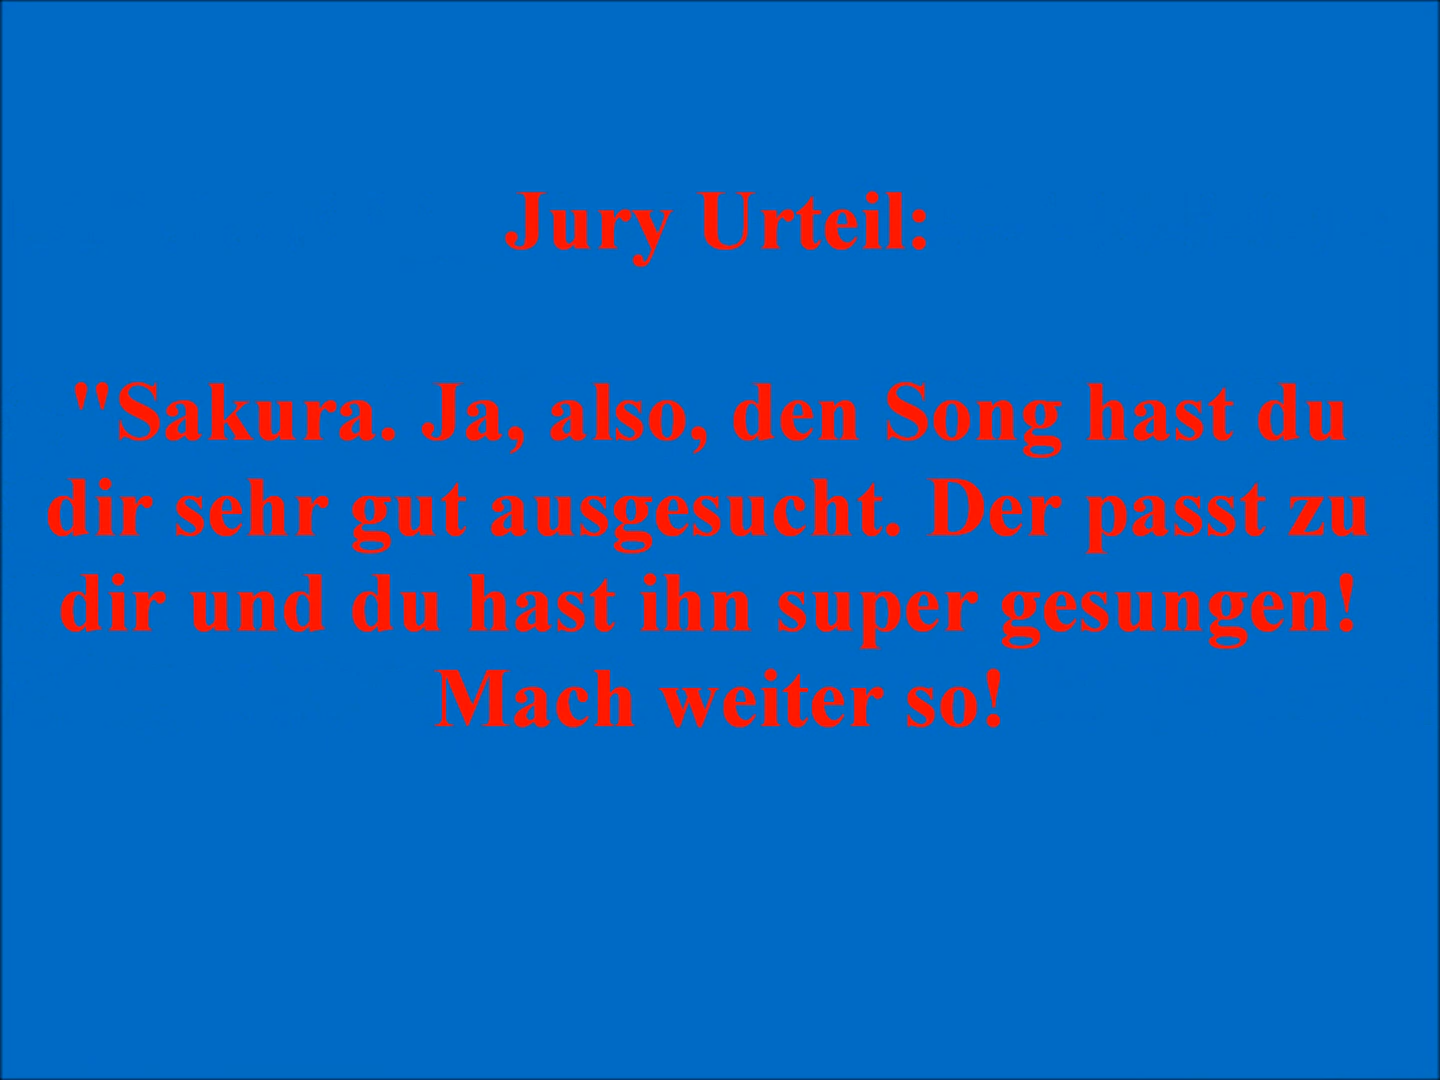 Jury Urteil:
"Sakura. Ja, also, den Song hast du
dir sehr gut ausgesucht. Der passt zu
dir und du hast ihn super gesungen!
Mach weiter so!